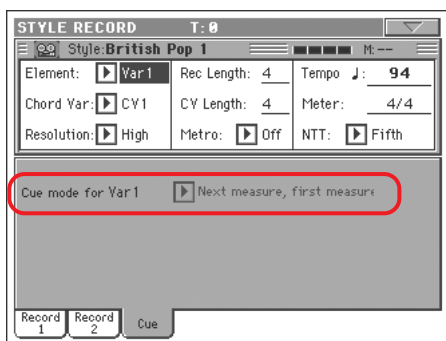 STYLE RECORD T: 0
Style:British Pop 1 M:--
Element: Var1 Rec Length: 4 Tempo ♩: 94
Chord Var: CV1 CV Length: 4 Meter: 4/4
Resolution: High Metro: Off NTT: Fifth
Cue mode for Var1 Next measure, first measure
Record 1 Record 2 Cue